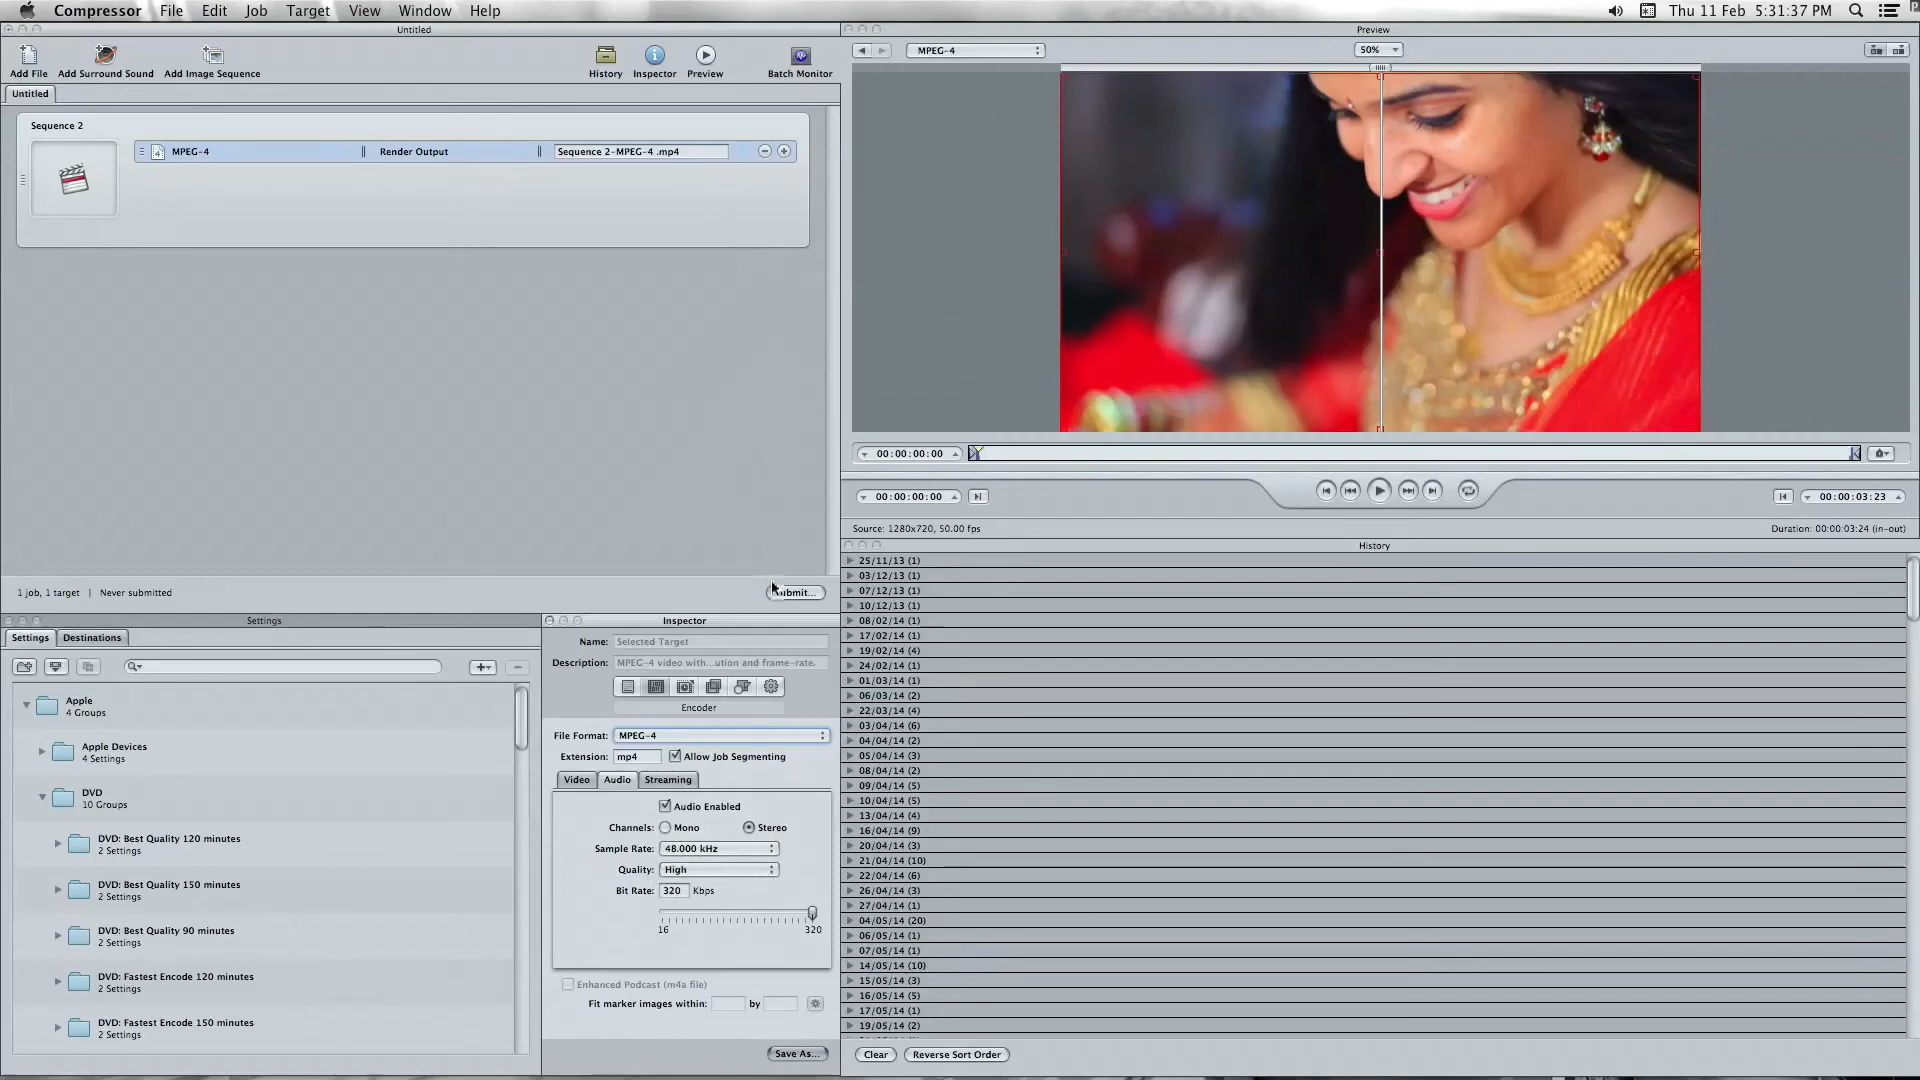 Compressor File Edit Job Target View Window Help Thu 11 Feb 5:31:37 PM
Untitled
Add File Add Surround Sound Add Image Sequence History Inspector Preview Batch Monitor
Untitled
Sequence 2
MPEG-4 Render Output Sequence 2-MPEG-4 .mp4
1 job, 1 target | Never submitted
Preview
MPEG-4 50%
00:00:00:00
00:00:00:00 00:00:03:23
Source: 1280x720, 50.00 fps Duration: 00:00:03:24 (in-out)
Settings
Settings Destinations
Apple
4 Groups
Apple Devices
4 Settings
DVD
10 Groups
DVD: Best Quality 120 minutes
2 Settings
DVD: Best Quality 150 minutes
2 Settings
DVD: Best Quality 90 minutes
2 Settings
DVD: Fastest Encode 120 minutes
2 Settings
DVD: Fastest Encode 150 minutes
2 Settings
Inspector
Name: Selected Target
Description: MPEG-4 video with...ution and frame-rate.
Encoder
File Format: MPEG-4
Extension: mp4 Allow Job Segmenting
Video Audio Streaming
Audio Enabled
Channels: Mono Stereo
Sample Rate: 48.000 kHz
Quality: High
Bit Rate: 320 Kbps
16 320
Enhanced Podcast (m4a file)
Fit marker images within: by
Save As...
History
25/11/13 (1)
03/12/13 (1)
07/12/13 (1)
10/12/13 (1)
08/02/14 (1)
17/02/14 (1)
19/02/14 (4)
24/02/14 (1)
01/03/14 (1)
06/03/14 (2)
22/03/14 (4)
03/04/14 (6)
04/04/14 (2)
05/04/14 (3)
08/04/14 (2)
09/04/14 (5)
10/04/14 (5)
13/04/14 (4)
16/04/14 (9)
20/04/14 (3)
21/04/14 (10)
22/04/14 (6)
26/04/14 (3)
27/04/14 (1)
04/05/14 (20)
06/05/14 (1)
07/05/14 (1)
14/05/14 (10)
15/05/14 (3)
16/05/14 (5)
17/05/14 (1)
19/05/14 (2)
Clear Reverse Sort Order